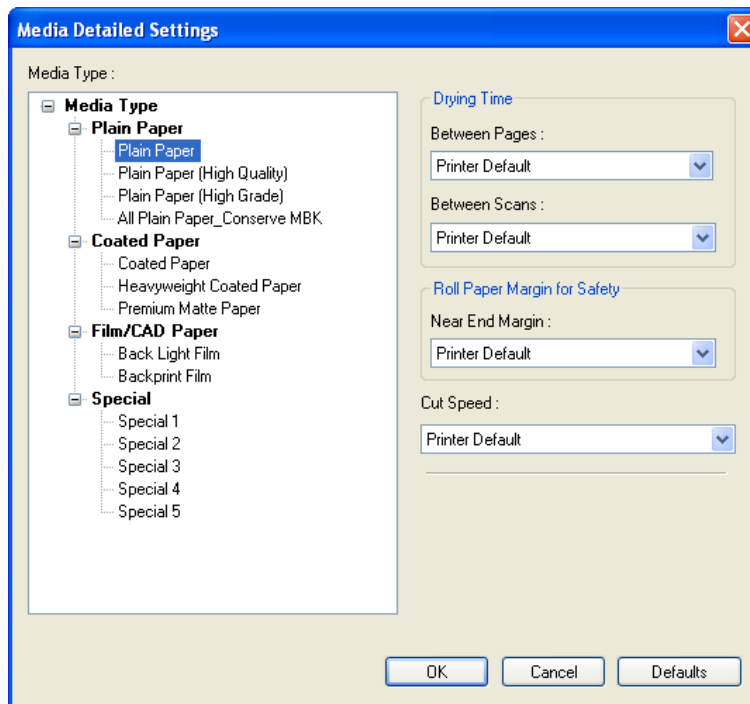 Media Detailed Settings
Media Type :
Media Type
Plain Paper
Plain Paper
Plain Paper (High Quality)
Plain Paper (High Grade)
All Plain Paper_Conserve MBK
Coated Paper
Coated Paper
Heavyweight Coated Paper
Premium Matte Paper
Film/CAD Paper
Back Light Film
Backprint Film
Special
Special 1
Special 2
Special 3
Special 4
Special 5
Drying Time
Between Pages :
Printer Default
Between Scans :
Printer Default
Roll Paper Margin for Safety
Near End Margin :
Printer Default
Cut Speed :
Printer Default
OK
Cancel
Defaults